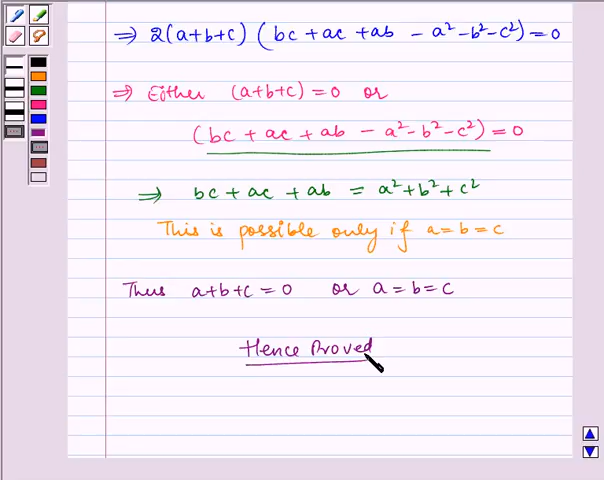 ⇒ 2(a+b+c) (bc + ac + ab - a² - b² - c²) = 0
⇒ Either (a+b+c) = 0 or
(bc + ac + ab - a² - b² - c²) = 0
⇒ bc + ac + ab = a² + b² + c²
This is possible only if a = b = c
Thus a+b+c = 0 or a = b = c
Hence Proved